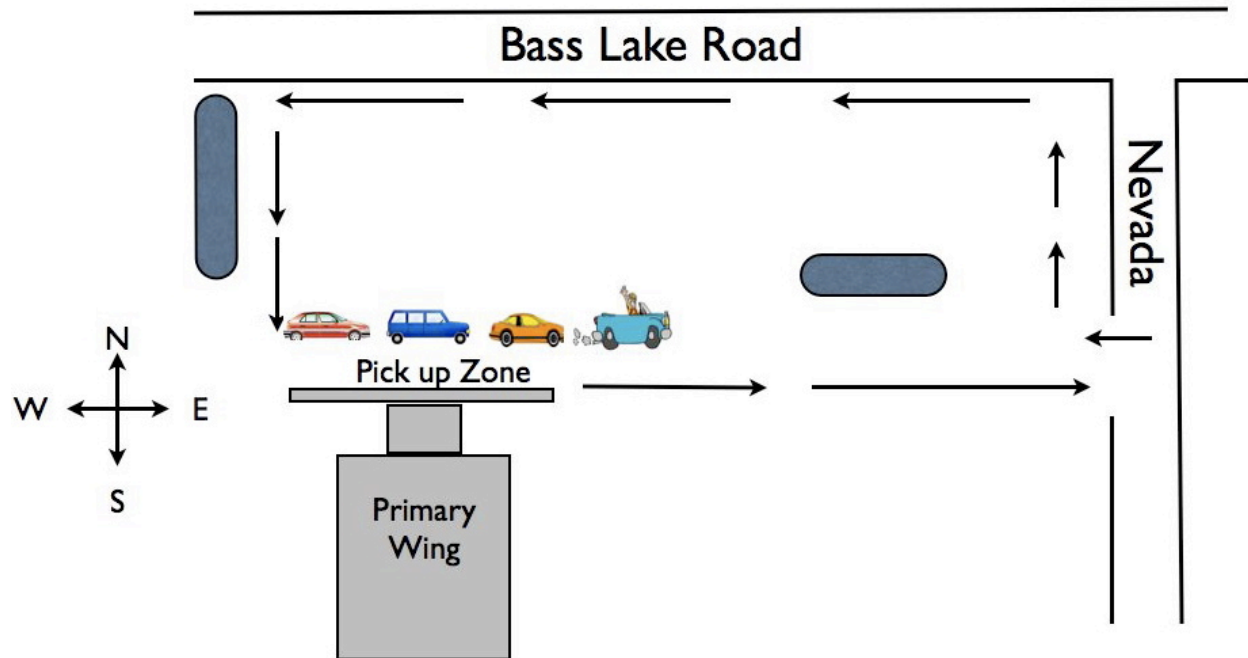 Bass Lake Road
Nevada
Pick up Zone
N
W
E
S
Primary
Wing